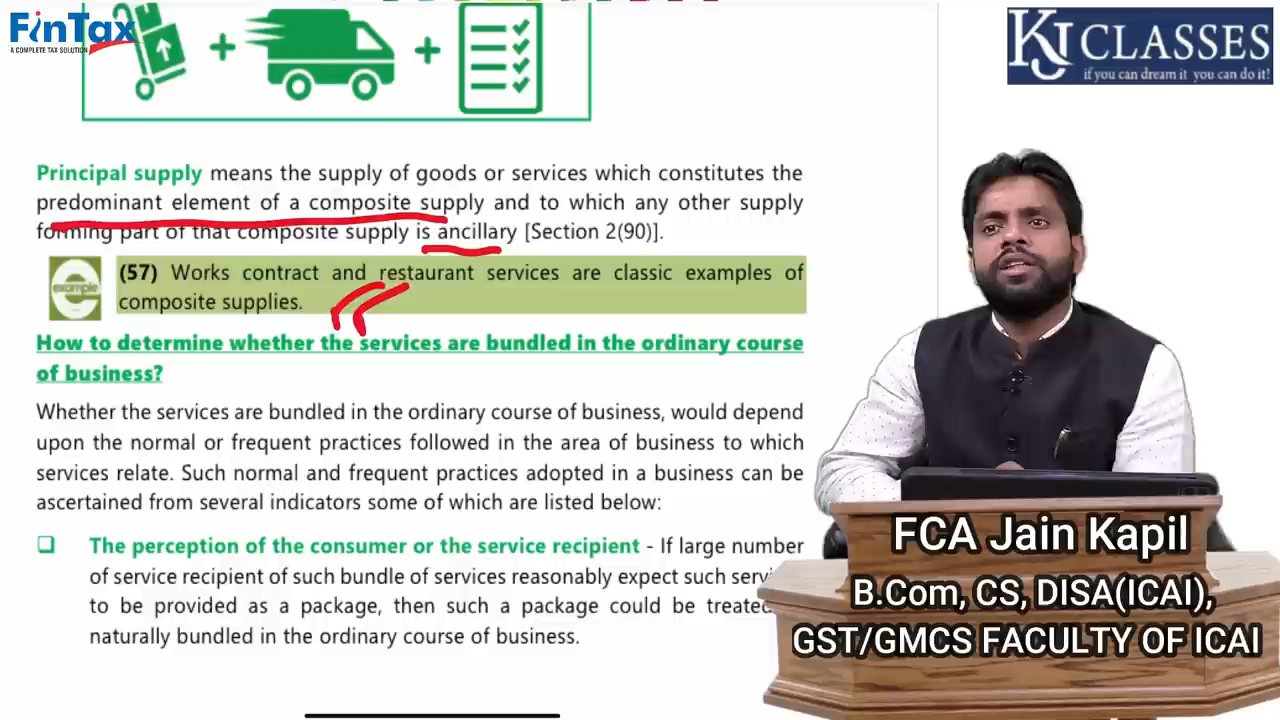 FinTax
A COMPLETE TAX SOLUTION
KJ CLASSES
if you can dream it you can do it!
Principal supply means the supply of goods or services which constitutes the
predominant element of a composite supply and to which any other supply
forming part of that composite supply is ancillary [Section 2(90)].
example
(57) Works contract and restaurant services are classic examples of
composite supplies.
How to determine whether the services are bundled in the ordinary course
of business?
Whether the services are bundled in the ordinary course of business, would depend
upon the normal or frequent practices followed in the area of business to which
services relate. Such normal and frequent practices adopted in a business can be
ascertained from several indicators some of which are listed below:
The perception of the consumer or the service recipient - If large number
of service recipient of such bundle of services reasonably expect such
to be provided as a package, then such a package could be treated
naturally bundled in the ordinary course of business.
FCA Jain Kapil
B.Com, CS, DISA(ICAI),
GST/GMCS FACULTY OF ICAI